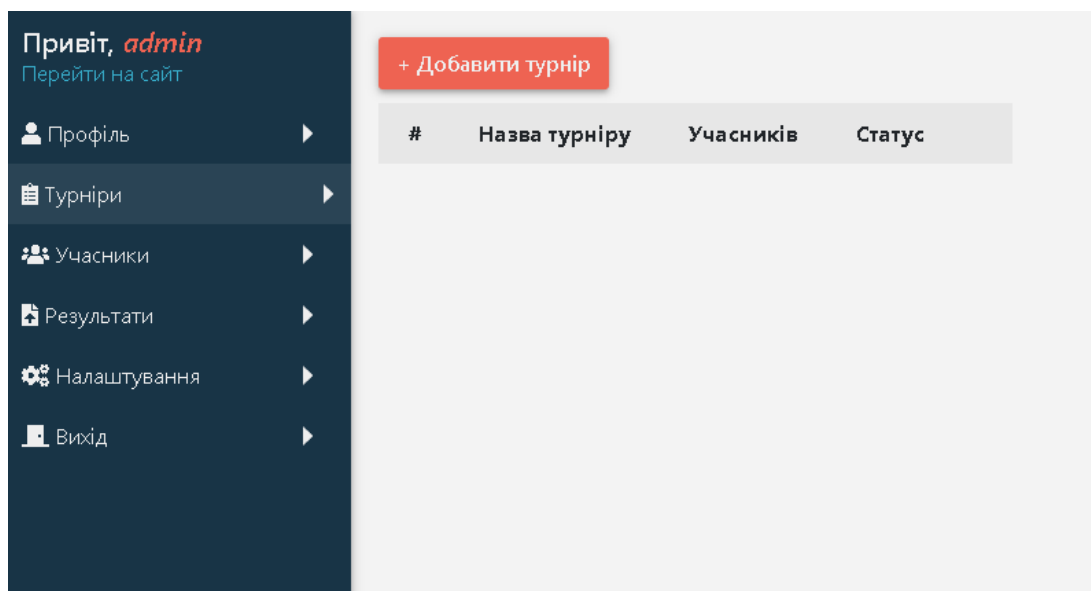 Привіт, admin
Перейти на сайт
Профіль
Турніри
Учасники
Результати
Налаштування
Вихід
+ Добавити турнір
# Назва турніру Учасників Статус